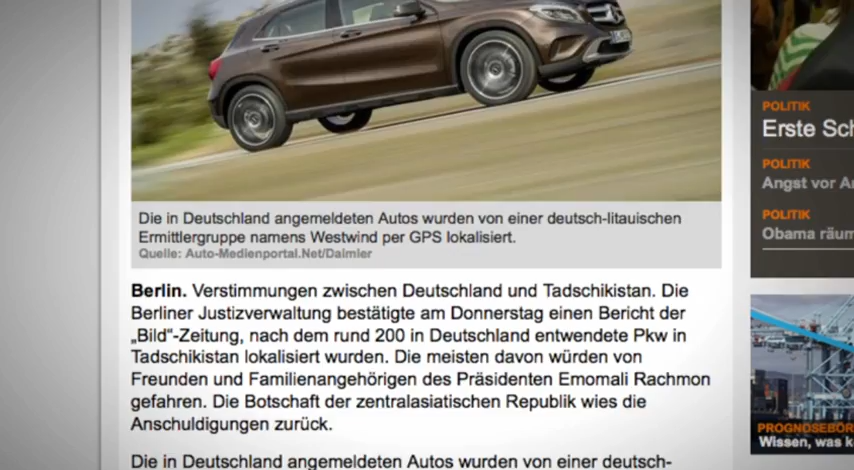 Die in Deutschland angemeldeten Autos wurden von einer deutsch-litauischen
Ermittlergruppe namens Westwind per GPS lokalisiert.
Quelle: Auto-Medienportal.Net/Daimler
Berlin. Verstimmungen zwischen Deutschland und Tadschikistan. Die
Berliner Justizverwaltung bestätigte am Donnerstag einen Bericht der
„Bild“-Zeitung, nach dem rund 200 in Deutschland entwendete Pkw in
Tadschikistan lokalisiert wurden. Die meisten davon würden von
Freunden und Familienangehörigen des Präsidenten Emomali Rachmon
gefahren. Die Botschaft der zentralasiatischen Republik wies die
Anschuldigungen zurück.
Die in Deutschland angemeldeten Autos wurden von einer deutsch-
POLITIK
Erste Sch
POLITIK
Angst vor A
POLITIK
Obama räum
PROGNOSEBÖR
Wissen, was k